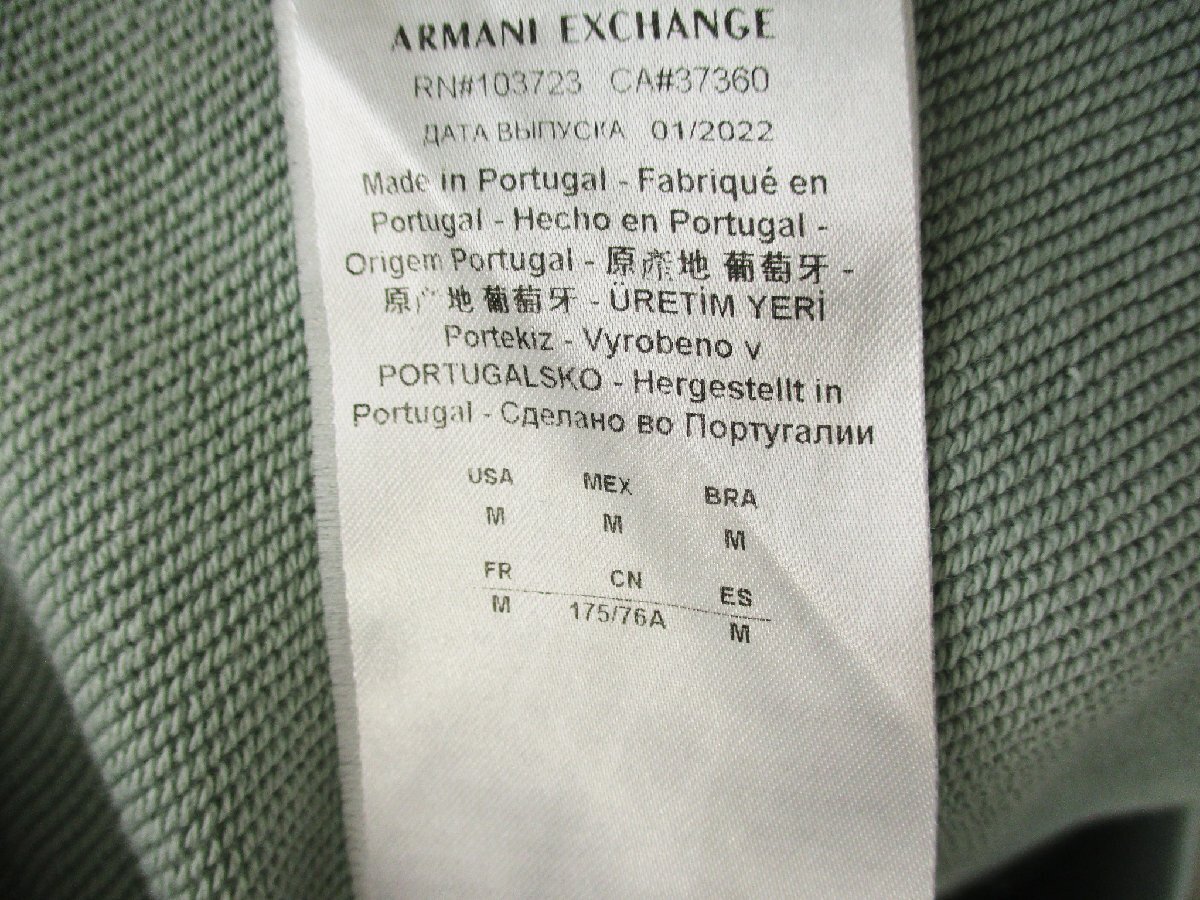 ARMANI EXCHANGE
RN#103723 CA#37360
ДАТА ВЫПУСКА 01/2022
Made in Portugal - Fabriqué en
Portugal - Hecho en Portugal -
Origem Portugal - 原產地 葡萄牙 -
原产地 葡萄牙 - ÜRETİM YERİ
Portekiz - Vyrobeno v
PORTUGALSKO - Hergestellt in
Portugal - Сделано во Португалии
USA MEX BRA
M M M
FR CN ES
M 175/76A M